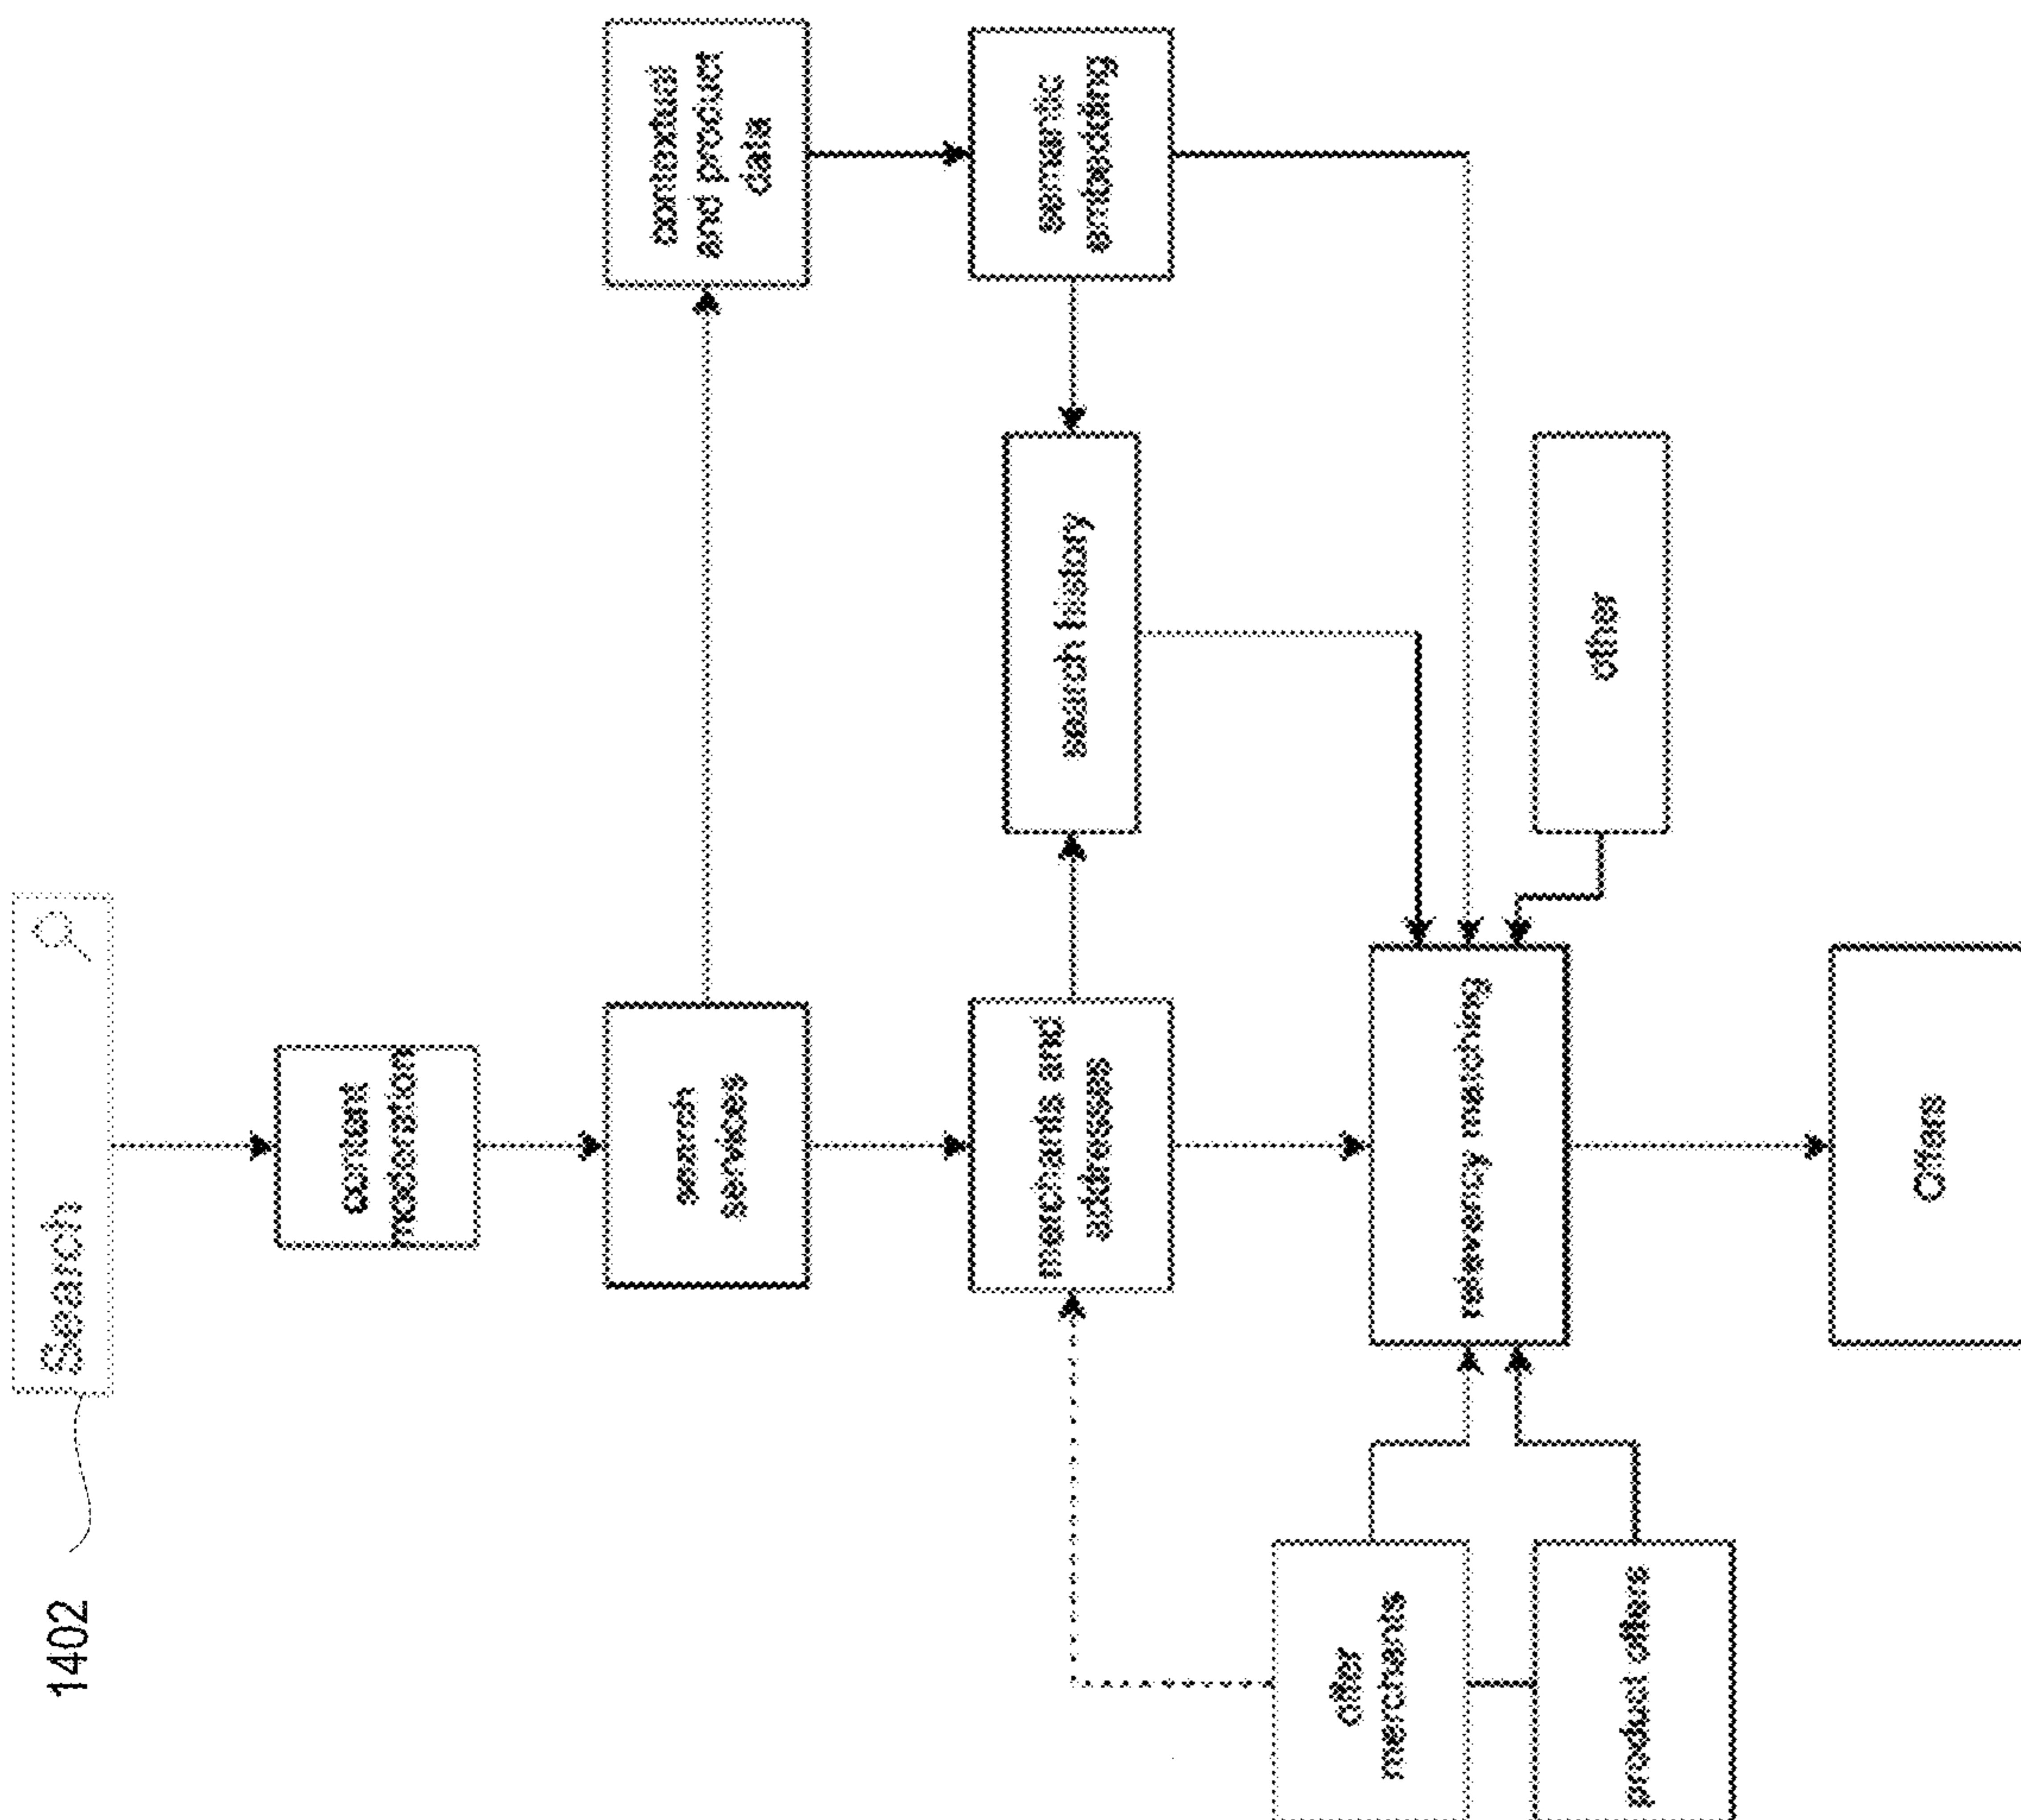 1402
Search
content
moderation
search
services
contextual
and product
data
merchants and
addresses
search history
semantic
embedding
offer
merchants
product offers
relevancy matching
other
Offers